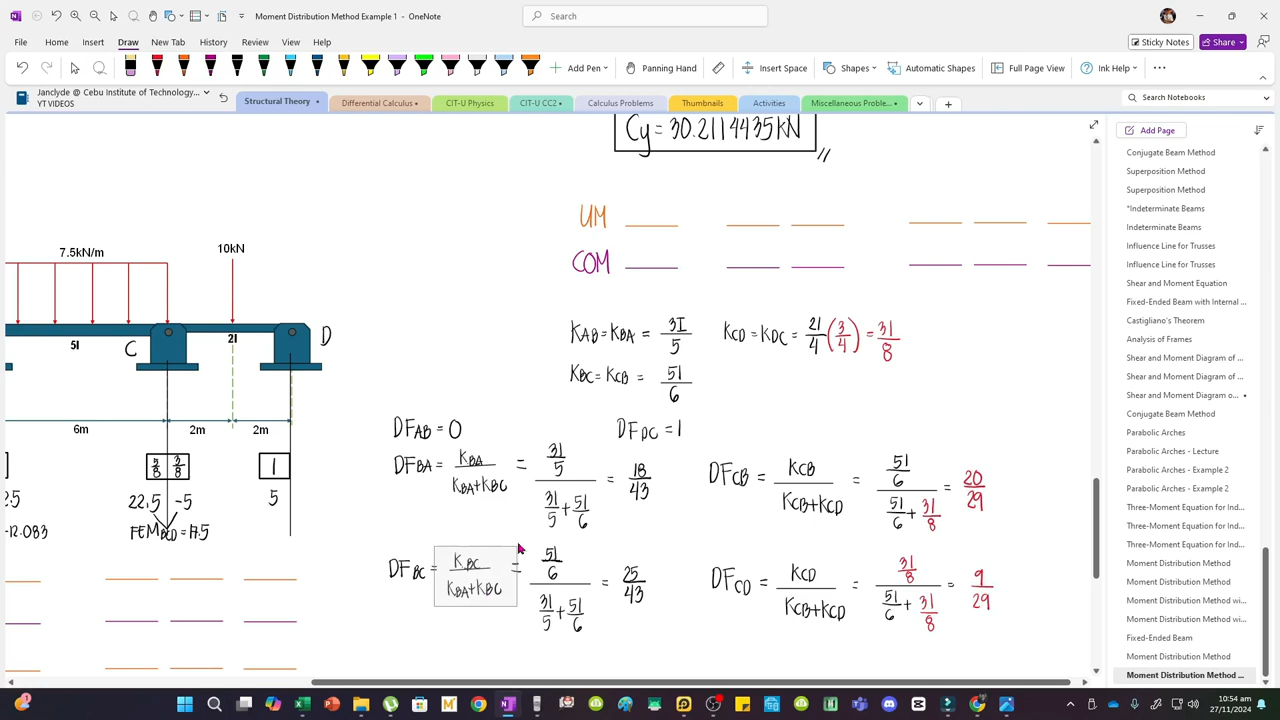 Moment Distribution Method Example 1 - OneNote
Search
File Home Insert Draw New Tab History Review View Help
Sticky Notes
Share
Add Pen
Panning Hand
Insert Space
Shapes
Automatic Shapes
Full Page View
Ink Help
Janclyde @ Cebu Institute of Technology...
YT VIDEOS
Structural Theory
Differential Calculus
CIT-U Physics
CIT-U CC2
Calculus Problems
Thumbnails
Activities
Miscellaneous Proble...
Search Notebooks
Add Page
Conjugate Beam Method
Superposition Method
Superposition Method
*Indeterminate Beams
Indeterminate Beams
Influence Line for Trusses
Influence Line for Trusses
Shear and Moment Equation
Fixed-Ended Beam with Internal ...
Castigliano's Theorem
Analysis of Frames
Shear and Moment Diagram of ...
Shear and Moment Diagram of ...
Shear and Moment Diagram o...
Conjugate Beam Method
Parabolic Arches
Parabolic Arches - Lecture
Parabolic Arches - Example 2
Parabolic Arches - Example 2
Three-Moment Equation for Ind...
Three-Moment Equation for Ind...
Three-Moment Equation for Ind...
Moment Distribution Method
Moment Distribution Method
Moment Distribution Method wi...
Moment Distribution Method wi...
Fixed-Ended Beam
Moment Distribution Method
Moment Distribution Method ...
Cy = 30.2114435kN
UM
COM
7.5kN/m
10kN
5I
C
2I
D
6m
2m
2m
5/8 3/8
1
22.5 -5
5
-12.083
KAB = KBA = 3I/5
KCD = KDC = 2I/4 (3/4) = 3I/8
KBC = KCB = 5I/6
DFAB = 0
DFDC = 1
DFBA = KBA/(KBA+KBC) = (3I/5)/(3I/5 + 5I/6) = 18/43
DFCB = KCB/(KCB+KCD) = (5I/6)/(5I/6 + 3I/8) = 20/29
DFBC = KBC/(KBA+KBC) = (5I/6)/(3I/5 + 5I/6) = 25/43
DFCD = KCD/(KCB+KCD) = (3I/8)/(5I/6 + 3I/8) = 9/29
10:54 am
27/11/2024